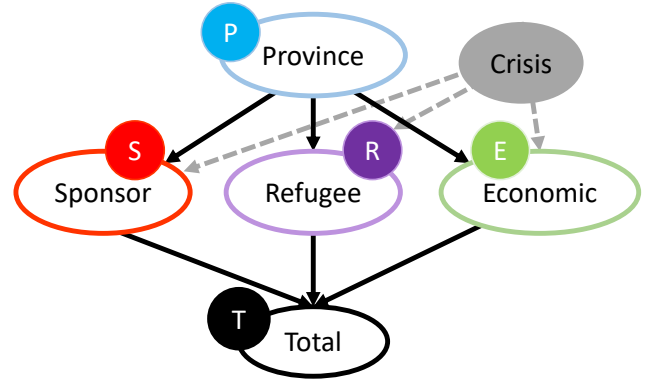 P
Province
Crisis
S
R
E
Sponsor
Refugee
Economic
T
Total